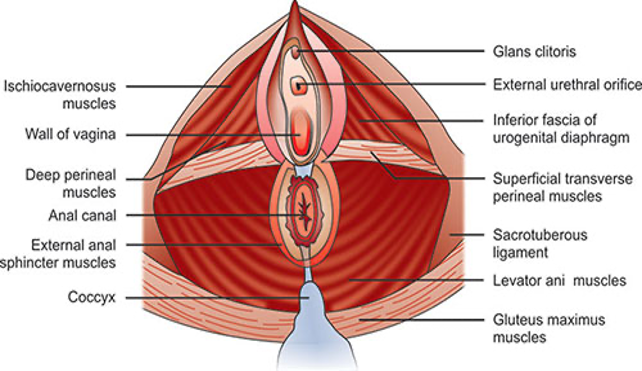 Ischiocavernosus
muscles
Wall of vagina
Deep perineal
muscles
Anal canal
External anal
sphincter muscles
Coccyx
Glans clitoris
External urethral orifice
Inferior fascia of
urogenital diaphragm
Superficial transverse
perineal muscles
Sacrotuberous
ligament
Levator ani muscles
Gluteus maximus
muscles